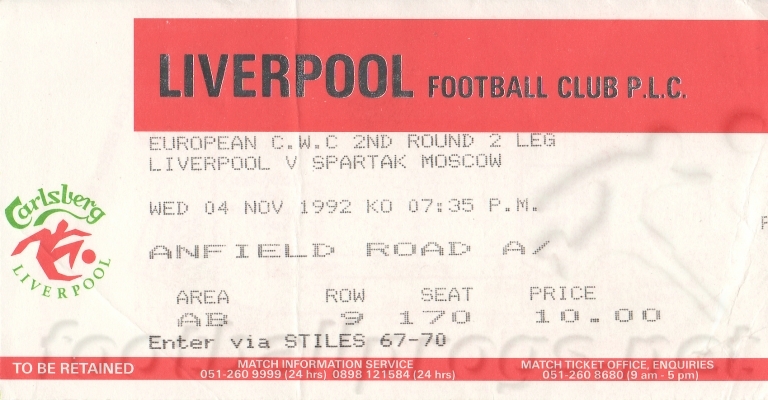 LIVERPOOL FOOTBALL CLUB P.L.C.
EUROPEAN C.W.C 2ND ROUND 2 LEG
LIVERPOOL V SPARTAK MOSCOW
WED 04 NOV 1992 KO 07:35 P.M.
Carlsberg
LIVERPOOL
ANFIELD ROAD A/
AREA ROW SEAT PRICE
AB 9 170 10.00
Enter via STILES 67-70
TO BE RETAINED
MATCH INFORMATION SERVICE
051-260 9999 (24 hrs) 0898 121584 (24 hrs)
MATCH TICKET OFFICE, ENQUIRIES
051-260 8680 (9 am - 5 pm)